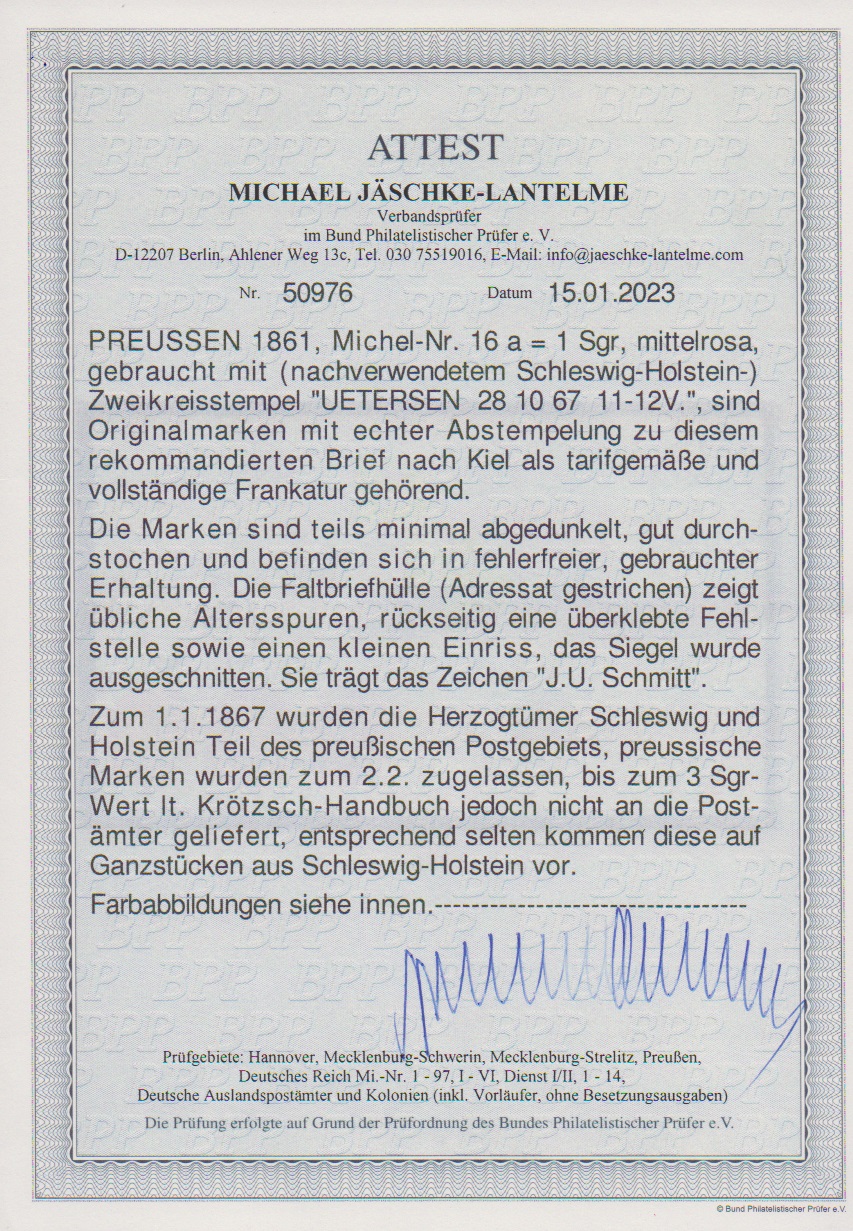 ATTEST
MICHAEL JÄSCHKE-LANTELME
Verbandsprüfer
im Bund Philatelistischer Prüfer e. V.
D-12207 Berlin, Ahlener Weg 13c, Tel. 030 75519016, E-Mail: info@jaeschke-lantelme.com
Nr. 50976 Datum 15.01.2023
PREUSSEN 1861, Michel-Nr. 16 a = 1 Sgr, mittelrosa,
gebraucht mit (nachverwendetem Schleswig-Holstein-)
Zweikreisstempel "UETERSEN 28 10 67 11-12V.", sind
Originalmarken mit echter Abstempelung zu diesem
rekommandierten Brief nach Kiel als tarifgemäße und
vollständige Frankatur gehörend.
Die Marken sind teils minimal abgedunkelt, gut durch-
stochen und befinden sich in fehlerfreier, gebrauchter
Erhaltung. Die Faltbriefhülle (Adressat gestrichen) zeigt
übliche Altersspuren, rückseitig eine überklebte Fehl-
stelle sowie einen kleinen Einriss, das Siegel wurde
ausgeschnitten. Sie trägt das Zeichen "J.U. Schmitt".
Zum 1.1.1867 wurden die Herzogtümer Schleswig und
Holstein Teil des preußischen Postgebiets, preussische
Marken wurden zum 2.2. zugelassen, bis zum 3 Sgr-
Wert lt. Krötzsch-Handbuch jedoch nicht an die Post-
ämter geliefert, entsprechend selten kommen diese auf
Ganzstücken aus Schleswig-Holstein vor.
Farbabbildungen siehe innen.----------------------------------
Prüfgebiete: Hannover, Mecklenburg-Schwerin, Mecklenburg-Strelitz, Preußen,
Deutsches Reich Mi.-Nr. 1 - 97, I - VI, Dienst I/II, 1 - 14,
Deutsche Auslandspostämter und Kolonien (inkl. Vorläufer, ohne Besetzungsausgaben)
Die Prüfung erfolgte auf Grund der Prüfordnung des Bundes Philatelistischer Prüfer e.V.
© Bund Philatelistischer Prüfer e.V.